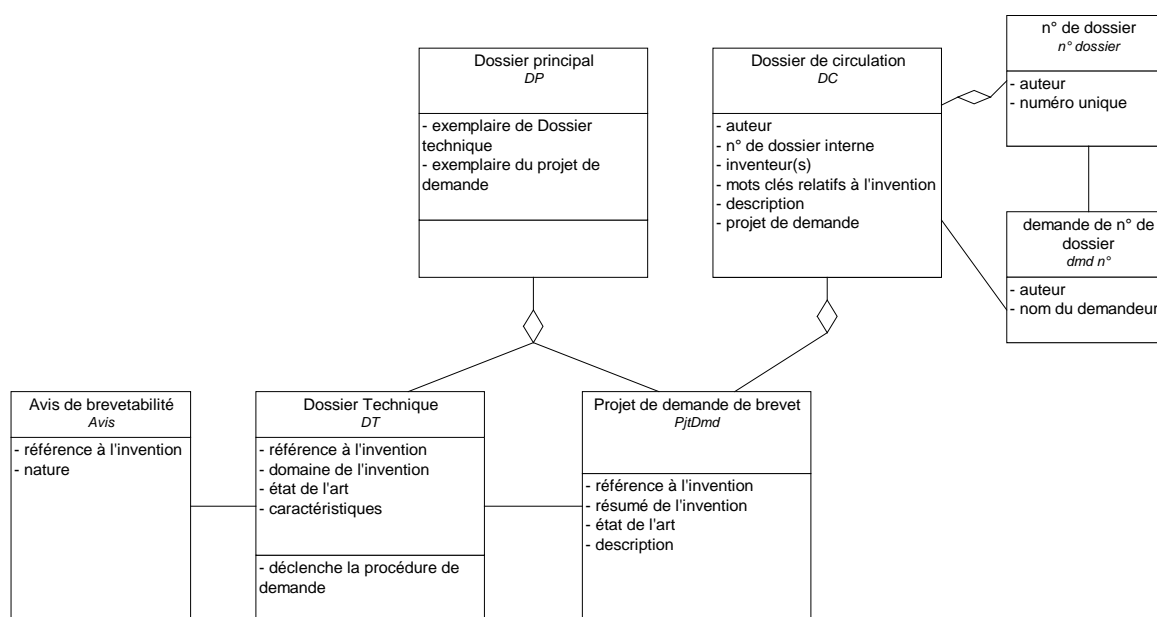 Dossier principal
DP
- exemplaire de Dossier
technique
- exemplaire du projet de
demande
Dossier de circulation
DC
- auteur
- n° de dossier interne
- inventeur(s)
- mots clés relatifs à l'invention
- description
- projet de demande
n° de dossier
n° dossier
- auteur
- numéro unique
demande de n° de
dossier
dmd n°
- auteur
- nom du demandeur
Avis de brevetabilité
Avis
- référence à l'invention
- nature
Dossier Technique
DT
- référence à l'invention
- domaine de l'invention
- état de l'art
- caractéristiques
- déclenche la procédure de
demande
Projet de demande de brevet
PjtDmd
- référence à l'invention
- résumé de l'invention
- état de l'art
- description